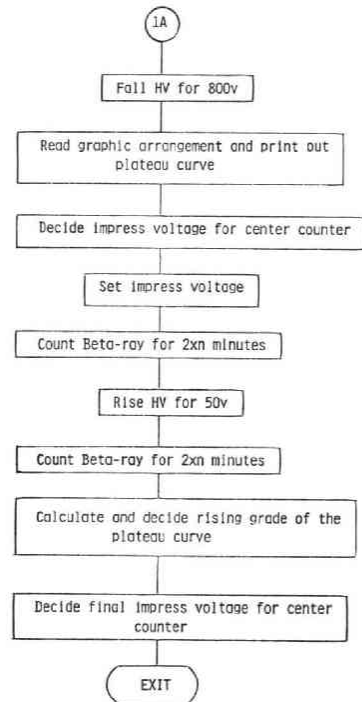 1A
Fall HV for 800v
Read graphic arrangement and print out
plateau curve
Decide impress voltage for center counter
Set impress voltage
Count Beta-ray for 2xn minutes
Rise HV for 50v
Count Beta-ray for 2xn minutes
Calculate and decide rising grade of the
plateau curve
Decide final impress voltage for center
counter
EXIT